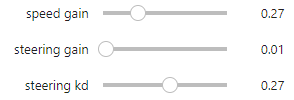 speed gain 0.27
steering gain 0.01
steering kd 0.27